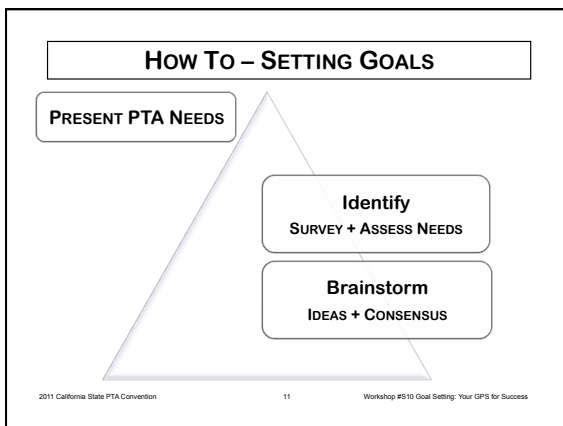 HOW TO – SETTING GOALS
PRESENT PTA NEEDS
Identify
SURVEY + ASSESS NEEDS
Brainstorm
IDEAS + CONSENSUS
2011 California State PTA Convention
11
Workshop #S10 Goal Setting: Your GPS for Success